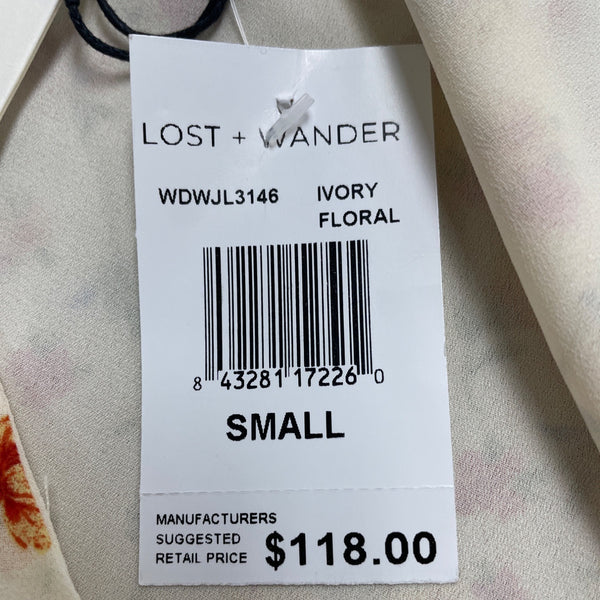 LOST + WANDER
WDWJL3146 IVORY
FLORAL
8 43281 17226 0
SMALL
MANUFACTURERS
SUGGESTED
RETAIL PRICE $118.00